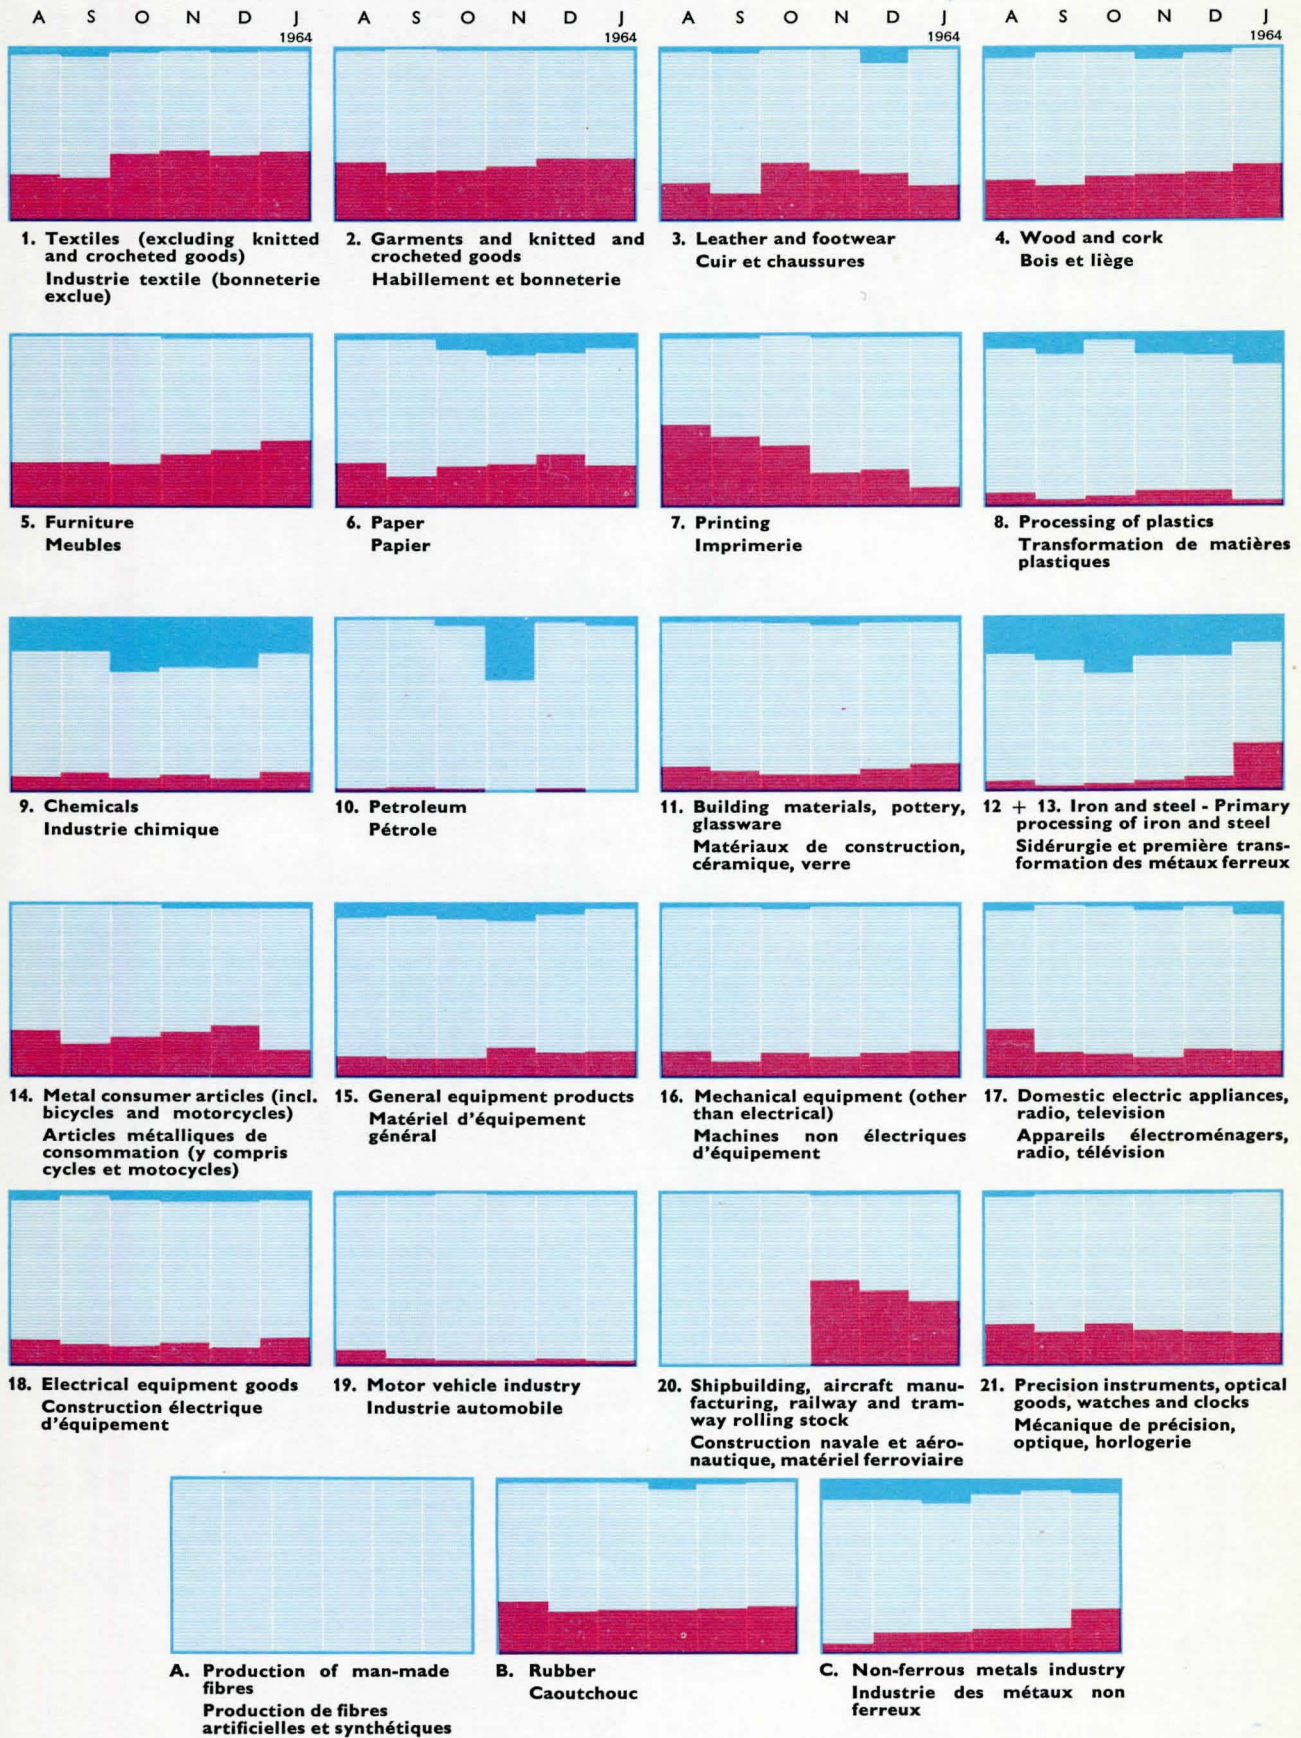 A S O N D J A S O N D J A S O N D J A S O N D J
1964 1964 1964 1964
1. Textiles (excluding knitted
and crocheted goods)
Industrie textile (bonneterie
exclue)
2. Garments and knitted and
crocheted goods
Habillement et bonneterie
3. Leather and footwear
Cuir et chaussures
4. Wood and cork
Bois et liège
5. Furniture
Meubles
6. Paper
Papier
7. Printing
Imprimerie
8. Processing of plastics
Transformation de matières
plastiques
9. Chemicals
Industrie chimique
10. Petroleum
Pétrole
11. Building materials, pottery,
glassware
Matériaux de construction,
céramique, verre
12 + 13. Iron and steel - Primary
processing of iron and steel
Sidérurgie et première trans-
formation des métaux ferreux
14. Metal consumer articles (incl.
bicycles and motorcycles)
Articles métalliques de
consommation (y compris
cycles et motocycles)
15. General equipment products
Matériel d'équipement
général
16. Mechanical equipment (other
than electrical)
Machines non électriques
d'équipement
17. Domestic electric appliances,
radio, television
Appareils électroménagers,
radio, télévision
18. Electrical equipment goods
Construction électrique
d'équipement
19. Motor vehicle industry
Industrie automobile
20. Shipbuilding, aircraft manu-
facturing, railway and tram-
way rolling stock
Construction navale et aéro-
nautique, matériel ferroviaire
21. Precision instruments, optical
goods, watches and clocks
Mécanique de précision,
optique, horlogerie
A. Production of man-made
fibres
Production de fibres
artificielles et synthétiques
B. Rubber
Caoutchouc
C. Non-ferrous metals industry
Industrie des métaux non
ferreux